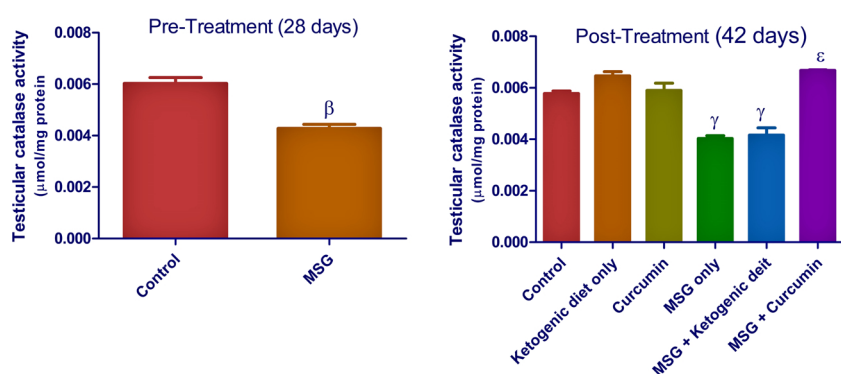 Pre-Treatment (28 days)
Testicular catalase activity
(µmol/mg protein)
0.008
0.006
0.004
0.002
0.000
β
Control
MSG
Post-Treatment (42 days)
Testicular catalase activity
(µmol/mg protein)
0.008
0.006
0.004
0.002
0.000
γ
γ
ε
Control
Ketogenic diet only
Curcumin
MSG only
MSG + Ketogenic deit
MSG + Curcumin